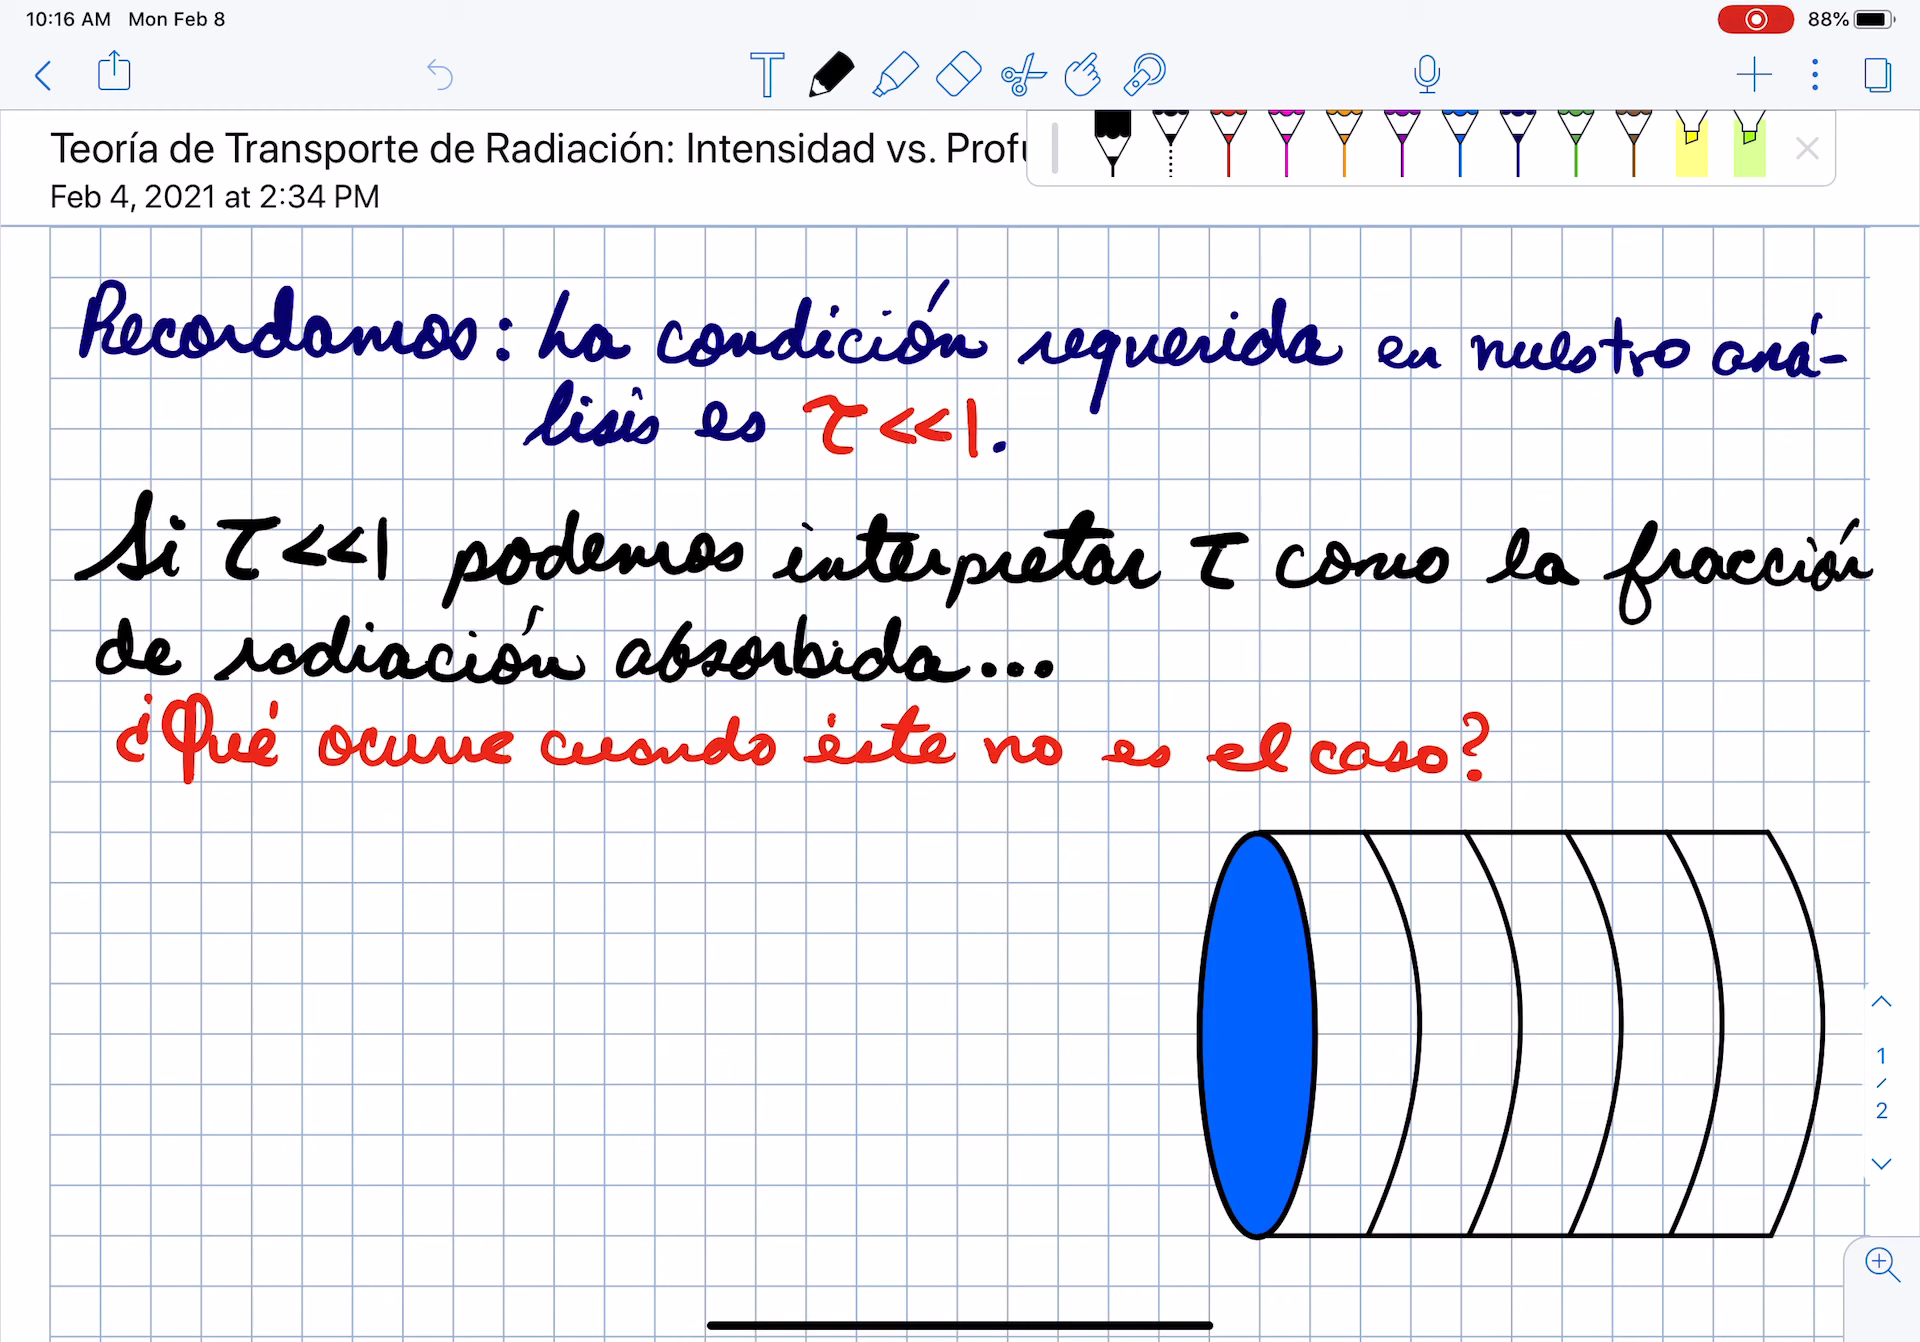 10:16 AM Mon Feb 8
88%
Teoría de Transporte de Radiación: Intensidad vs. Profu
Feb 4, 2021 at 2:34 PM
Recordamos: La condición requerida en nuestro aná-
lisis es τ<<1.
Si τ<<1 podemos interpretar τ como la fracción
de radiación absorbida...
¿Qué ocurre cuando éste no es el caso?
1
/
2